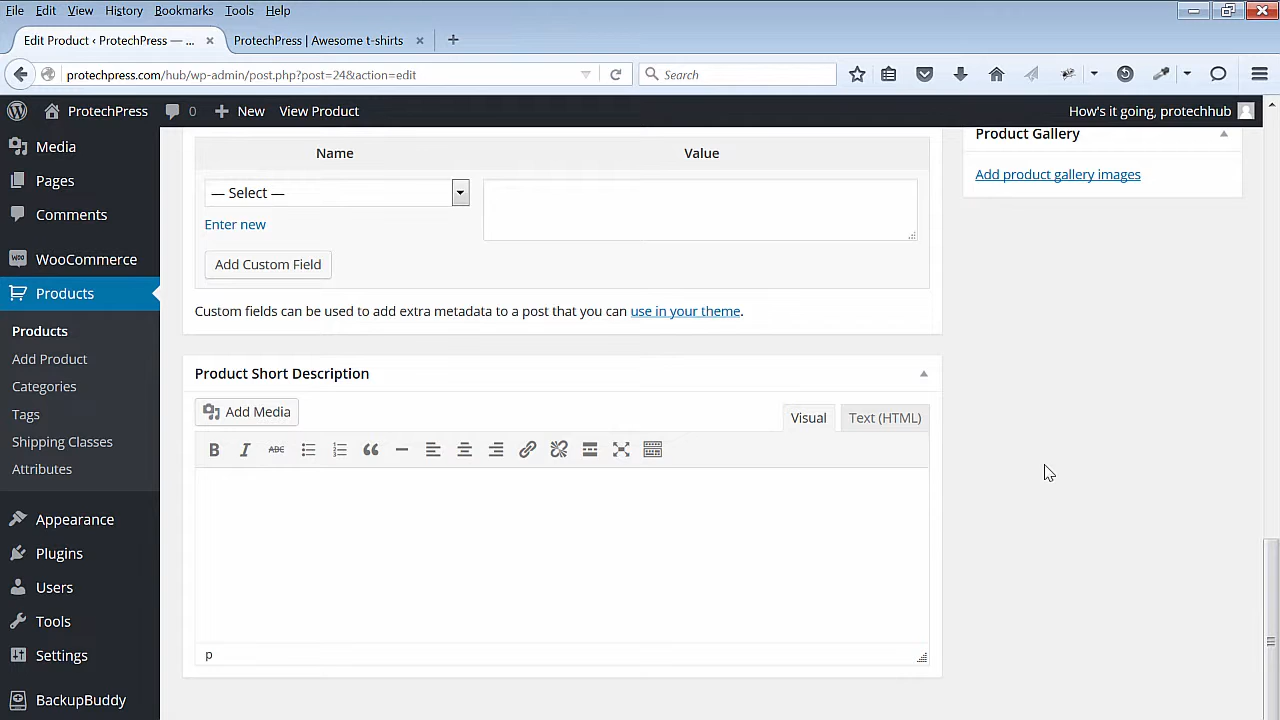 File Edit View History Bookmarks Tools Help
Edit Product ‹ ProtechPress — ... × ProtechPress | Awesome t-shirts × +
protechpress.com/hub/wp-admin/post.php?post=24&action=edit Search
ProtechPress 0 + New View Product How's it going, protechhub
Media
Pages
Comments
WooCommerce
Products
Products
Add Product
Categories
Tags
Shipping Classes
Attributes
Appearance
Plugins
Users
Tools
Settings
BackupBuddy
Name Value
— Select —
Enter new
Add Custom Field
Custom fields can be used to add extra metadata to a post that you can use in your theme.
Product Short Description
Add Media Visual Text (HTML)
B I ABC
p
Product Gallery
Add product gallery images